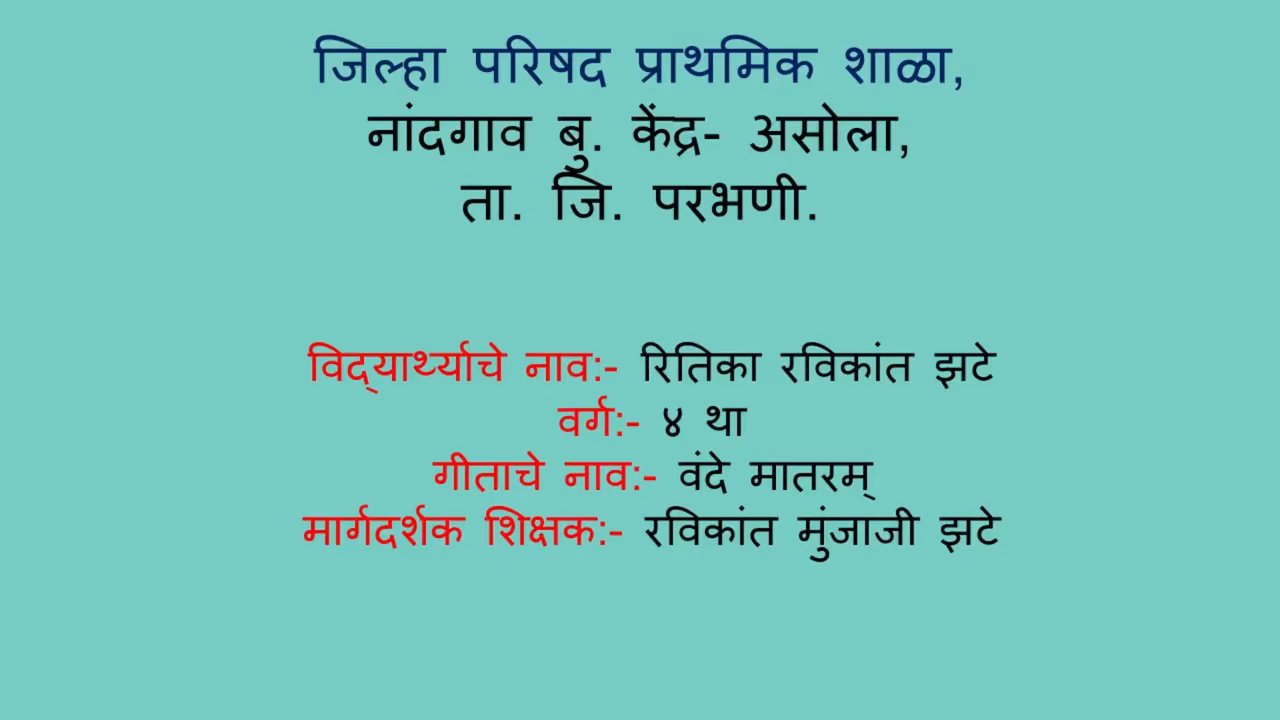 जिल्हा परिषद प्राथमिक शाळा,
नांदगाव बु. केंद्र- असोला,
ता. जि. परभणी.
विद्‌यार्थ्याचे नाव:- रितिका रविकांत झटे
वर्ग:- ४ था
गीताचे नाव:- वंदे मातरम्
मार्गदर्शक शिक्षक:- रविकांत मुंजाजी झटे